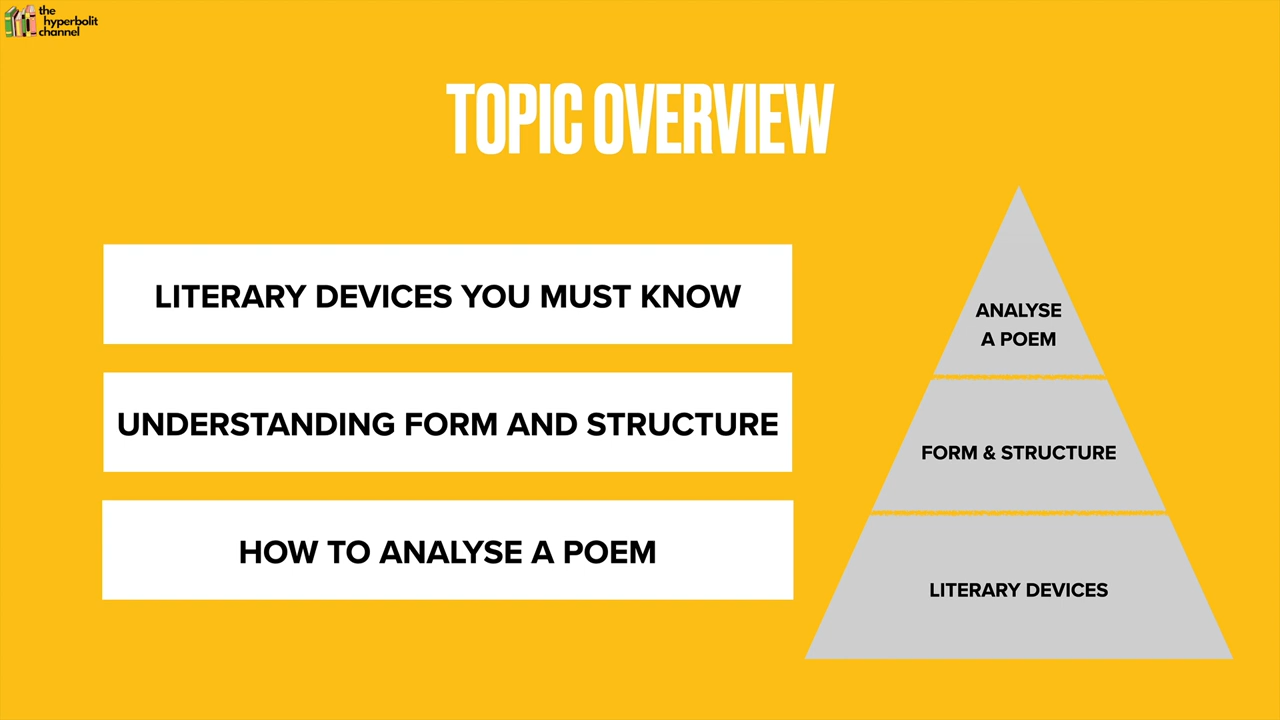 the
hyperbolit
channel
TOPIC OVERVIEW
LITERARY DEVICES YOU MUST KNOW
UNDERSTANDING FORM AND STRUCTURE
HOW TO ANALYSE A POEM
ANALYSE
A POEM
FORM & STRUCTURE
LITERARY DEVICES